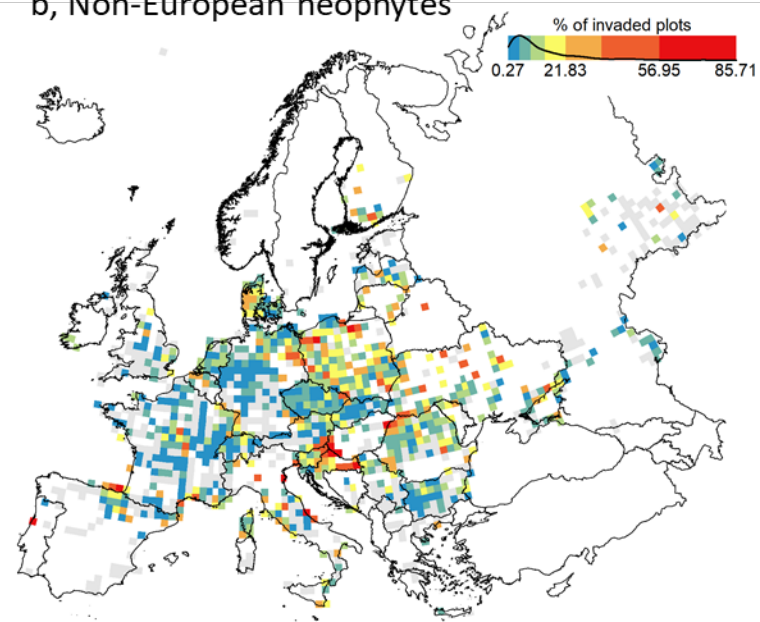 b, Non-European neophytes
% of invaded plots
0.27 21.83 56.95 85.71